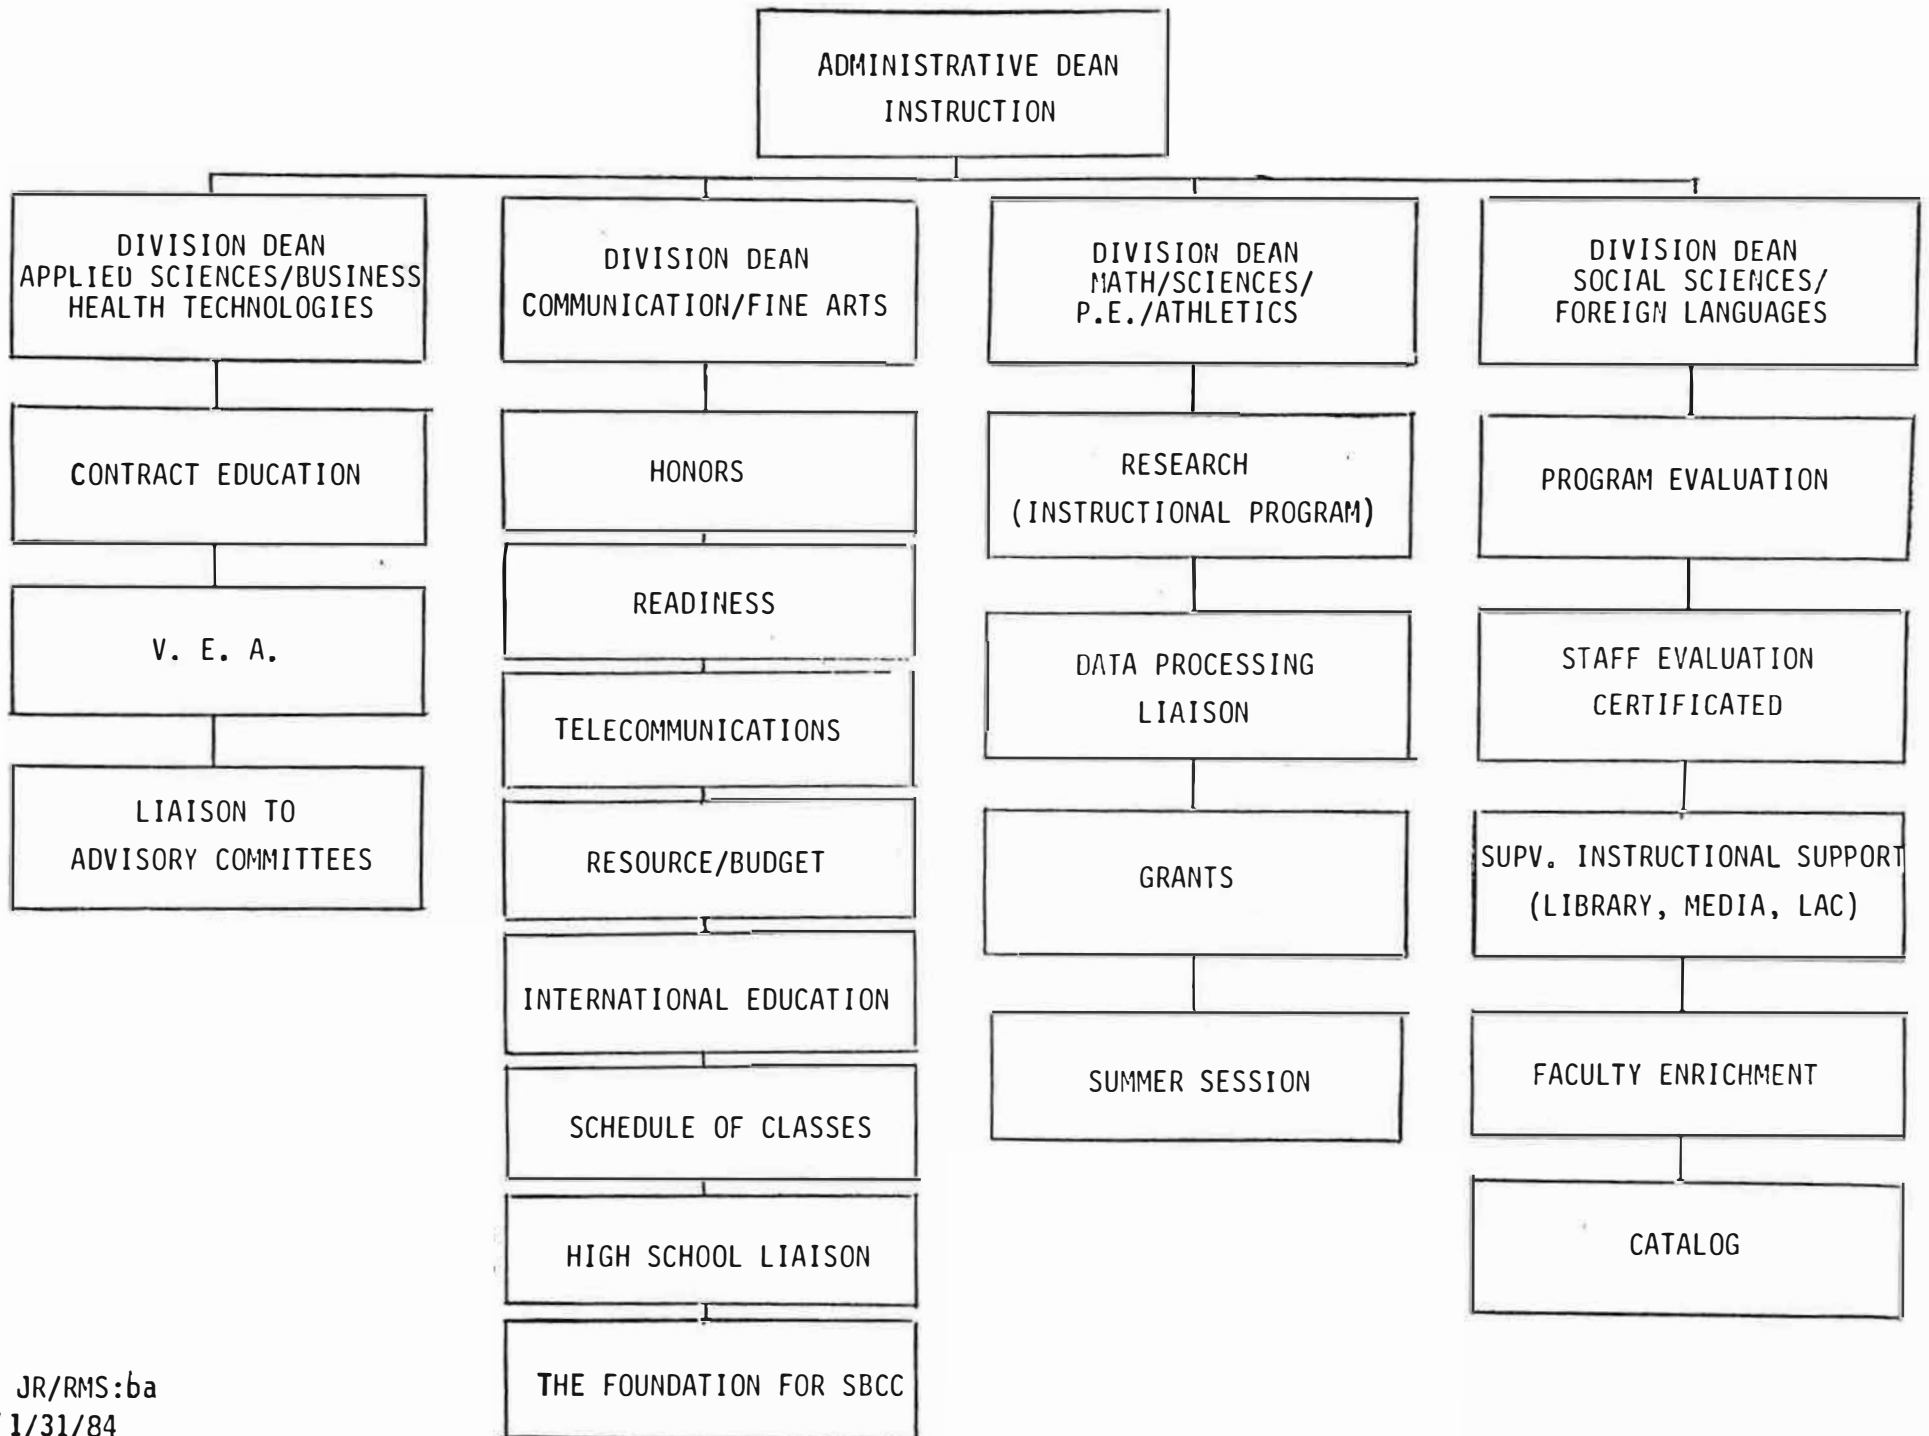 ADMINISTRATIVE DEAN
INSTRUCTION
DIVISION DEAN
APPLIED SCIENCES/BUSINESS
HEALTH TECHNOLOGIES
CONTRACT EDUCATION
V. E. A.
LIAISON TO
ADVISORY COMMITTEES
DIVISION DEAN
COMMUNICATION/FINE ARTS
HONORS
READINESS
TELECOMMUNICATIONS
RESOURCE/BUDGET
INTERNATIONAL EDUCATION
SCHEDULE OF CLASSES
HIGH SCHOOL LIAISON
THE FOUNDATION FOR SBCC
DIVISION DEAN
MATH/SCIENCES/
P.E./ATHLETICS
RESEARCH
(INSTRUCTIONAL PROGRAM)
DATA PROCESSING
LIAISON
GRANTS
SUMMER SESSION
DIVISION DEAN
SOCIAL SCIENCES/
FOREIGN LANGUAGES
PROGRAM EVALUATION
STAFF EVALUATION
CERTIFICATED
SUPV. INSTRUCTIONAL SUPPORT
(LIBRARY, MEDIA, LAC)
FACULTY ENRICHMENT
CATALOG
JR/RMS:ba
1/31/84